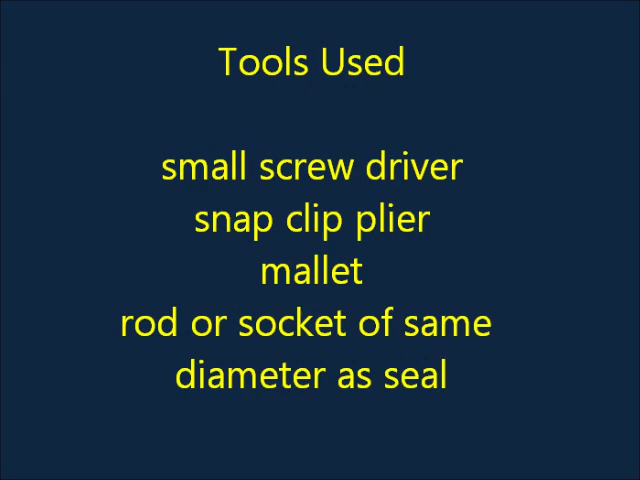 Tools Used
small screw driver
snap clip plier
mallet
rod or socket of same
diameter as seal